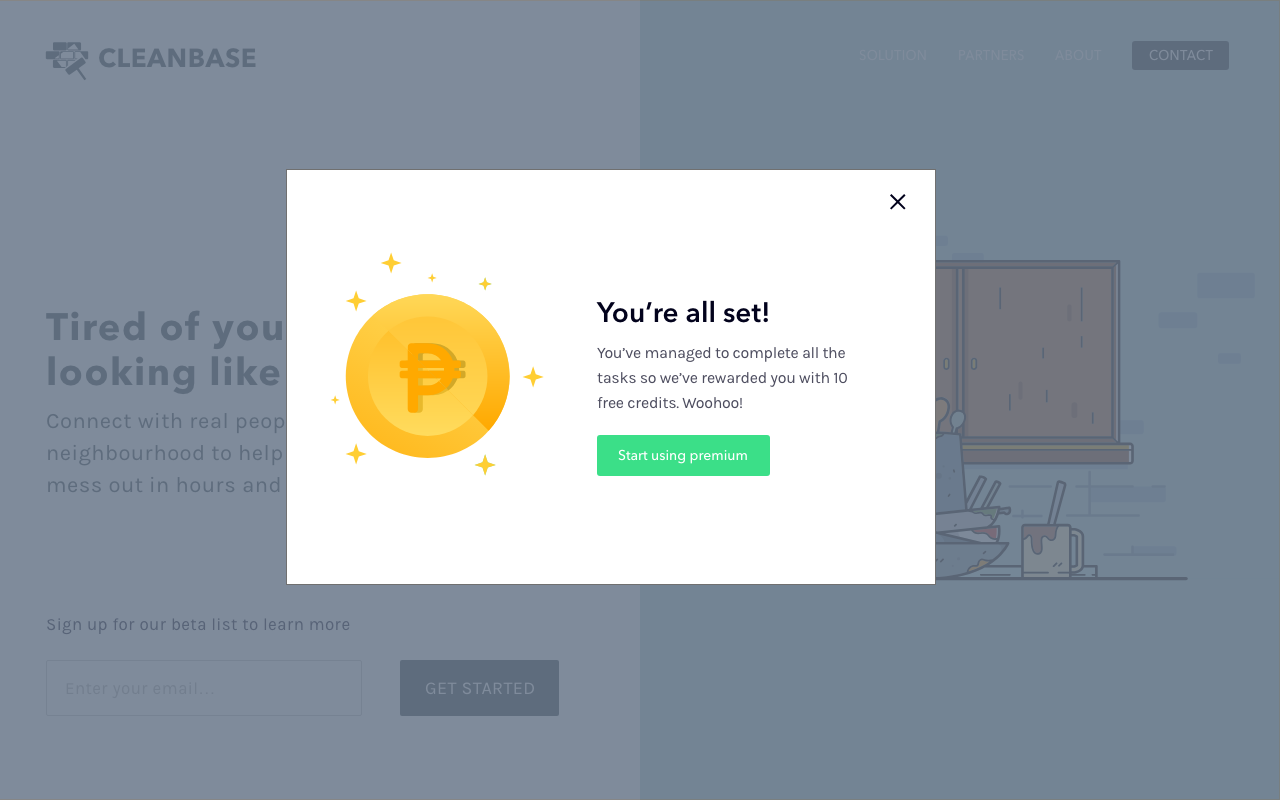 CLEANBASE
SOLUTION PARTNERS ABOUT CONTACT
You’re all set!
You’ve managed to complete all the
tasks so we’ve rewarded you with 10
free credits. Woohoo!
Start using premium
Tired of you
looking like
Connect with real peop
neighbourhood to help
mess out in hours and
Sign up for our beta list to learn more
Enter your email...
GET STARTED